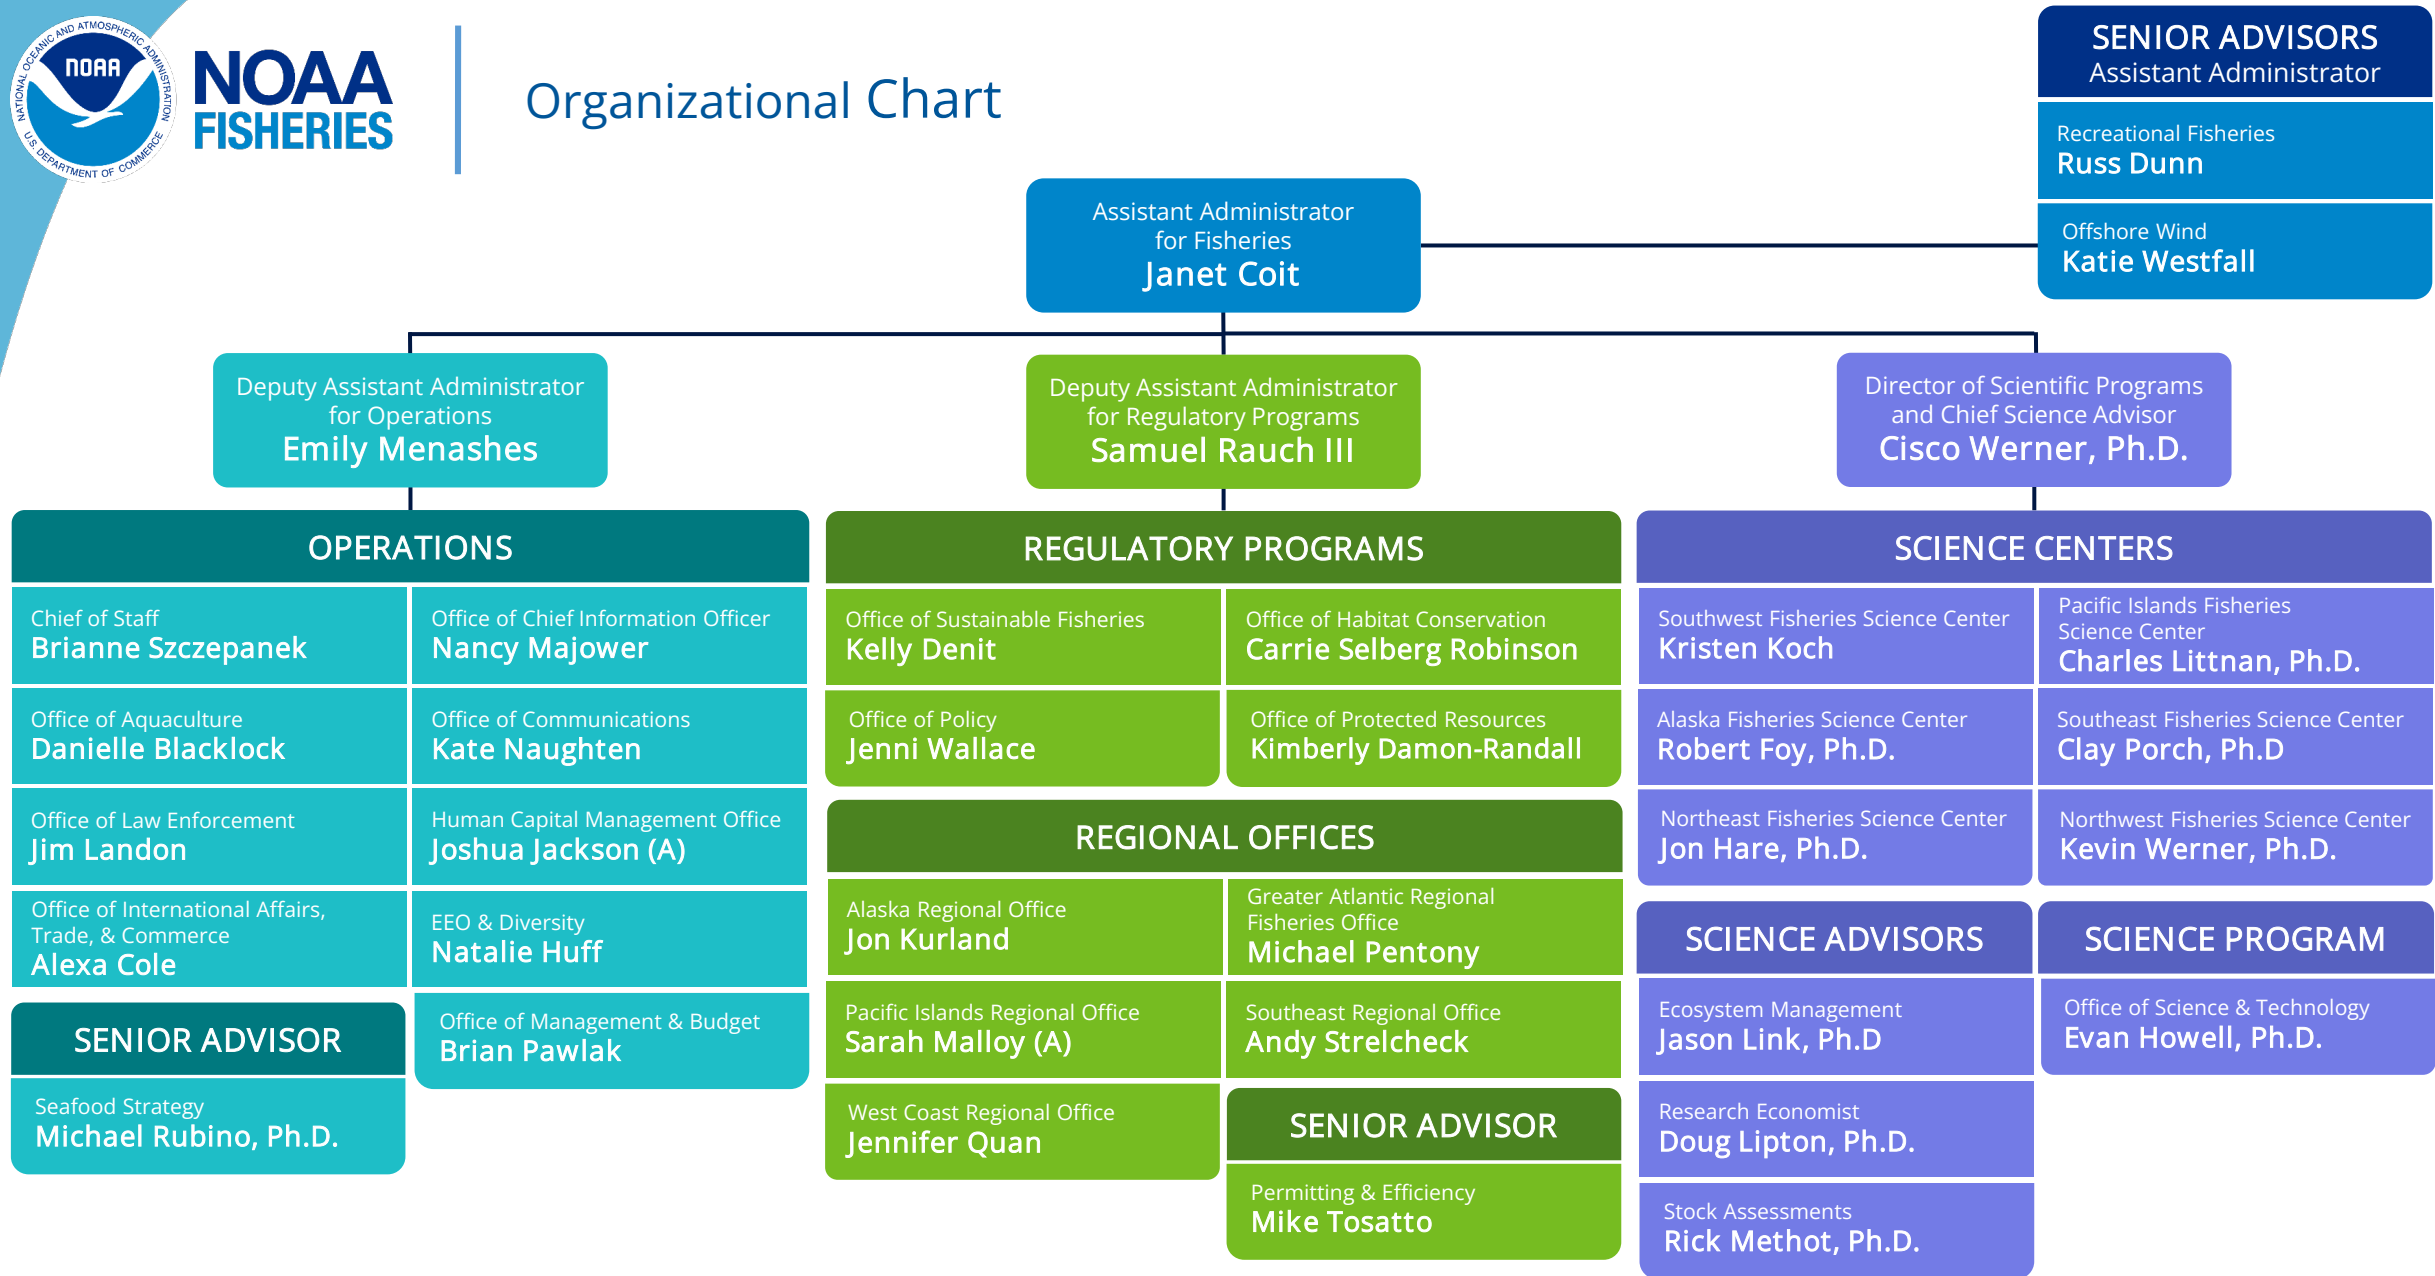 NATIONAL OCEANIC AND ATMOSPHERIC ADMINISTRATION
U.S. DEPARTMENT OF COMMERCE
NOAA
NOAA
FISHERIES
Organizational Chart
SENIOR ADVISORS
Assistant Administrator
Recreational Fisheries
Russ Dunn
Offshore Wind
Katie Westfall
Assistant Administrator
for Fisheries
Janet Coit
Deputy Assistant Administrator
for Operations
Emily Menashes
Deputy Assistant Administrator
for Regulatory Programs
Samuel Rauch III
Director of Scientific Programs
and Chief Science Advisor
Cisco Werner, Ph.D.
OPERATIONS
Chief of Staff
Brianne Szczepanek
Office of Chief Information Officer
Nancy Majower
Office of Aquaculture
Danielle Blacklock
Office of Communications
Kate Naughten
Office of Law Enforcement
Jim Landon
Human Capital Management Office
Joshua Jackson (A)
Office of International Affairs,
Trade, & Commerce
Alexa Cole
EEO & Diversity
Natalie Huff
Office of Management & Budget
Brian Pawlak
SENIOR ADVISOR
Seafood Strategy
Michael Rubino, Ph.D.
REGULATORY PROGRAMS
Office of Sustainable Fisheries
Kelly Denit
Office of Habitat Conservation
Carrie Selberg Robinson
Office of Policy
Jenni Wallace
Office of Protected Resources
Kimberly Damon-Randall
REGIONAL OFFICES
Alaska Regional Office
Jon Kurland
Greater Atlantic Regional
Fisheries Office
Michael Pentony
Pacific Islands Regional Office
Sarah Malloy (A)
Southeast Regional Office
Andy Strelcheck
West Coast Regional Office
Jennifer Quan
SENIOR ADVISOR
Permitting & Efficiency
Mike Tosatto
SCIENCE CENTERS
Southwest Fisheries Science Center
Kristen Koch
Pacific Islands Fisheries
Science Center
Charles Littnan, Ph.D.
Alaska Fisheries Science Center
Robert Foy, Ph.D.
Southeast Fisheries Science Center
Clay Porch, Ph.D
Northeast Fisheries Science Center
Jon Hare, Ph.D.
Northwest Fisheries Science Center
Kevin Werner, Ph.D.
SCIENCE ADVISORS
Ecosystem Management
Jason Link, Ph.D
Research Economist
Doug Lipton, Ph.D.
Stock Assessments
Rick Methot, Ph.D.
SCIENCE PROGRAM
Office of Science & Technology
Evan Howell, Ph.D.